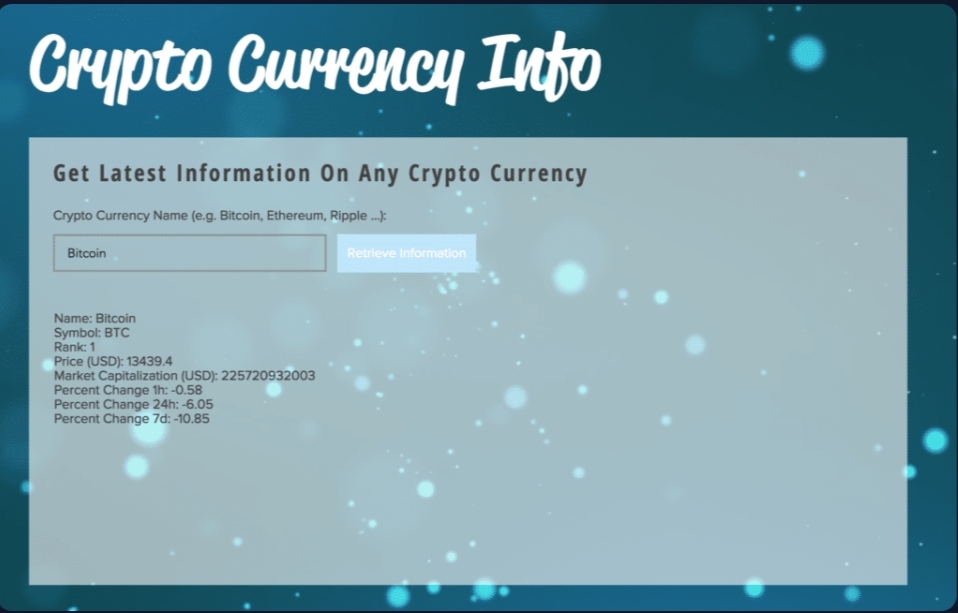 Crypto Currency Info
Get Latest Information On Any Crypto Currency
Crypto Currency Name (e.g. Bitcoin, Ethereum, Ripple ...):
Bitcoin
Retrieve Information
Name: Bitcoin
Symbol: BTC
Rank: 1
Price (USD): 13439.4
Market Capitalization (USD): 225720932003
Percent Change 1h: -0.58
Percent Change 24h: -6.05
Percent Change 7d: -10.85